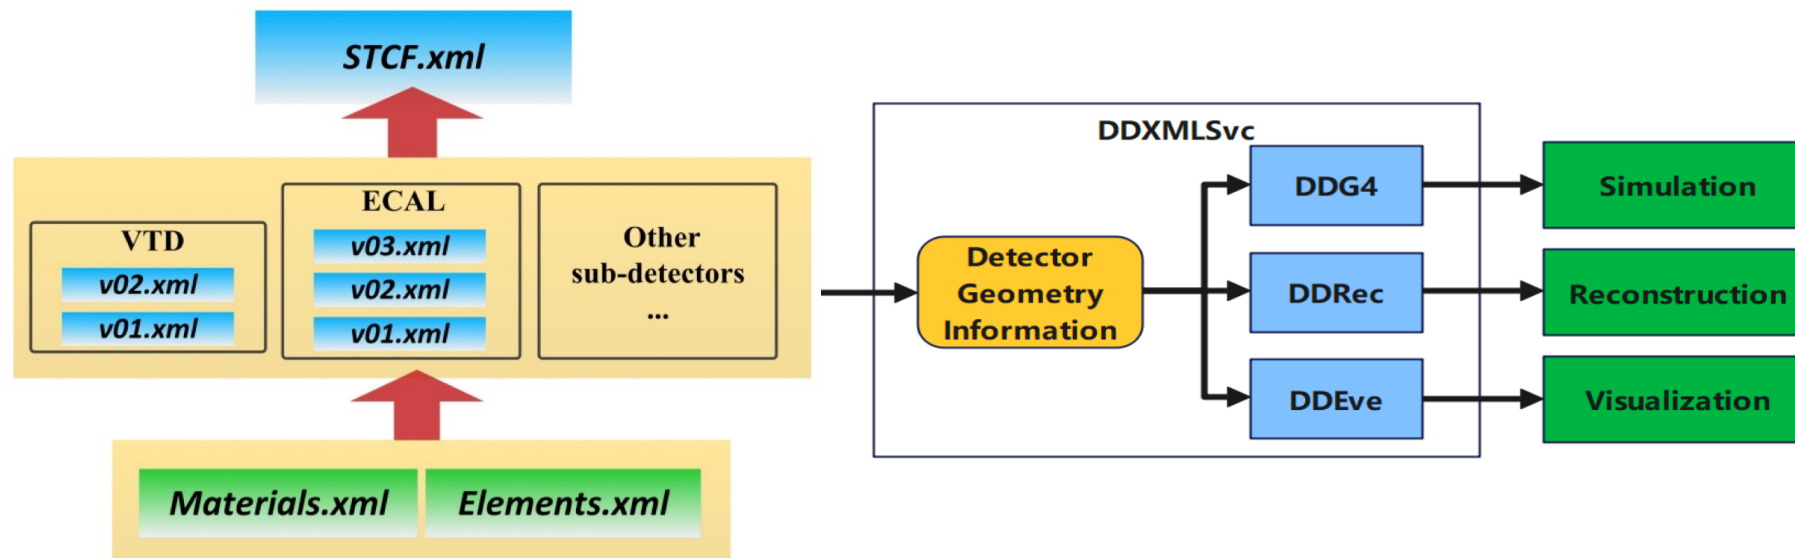 STCF.xml
VTD
v02.xml
v01.xml
ECAL
v03.xml
v02.xml
v01.xml
Other
sub-detectors
...
Materials.xml
Elements.xml
DDXMLSvc
Detector
Geometry
Information
DDG4
DDRec
DDEve
Simulation
Reconstruction
Visualization